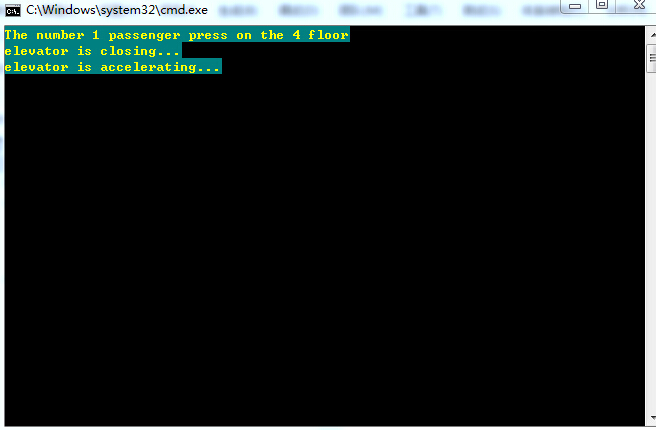 C:\Windows\system32\cmd.exe
The number 1 passenger press on the 4 floor
elevator is closing...
elevator is accelerating...